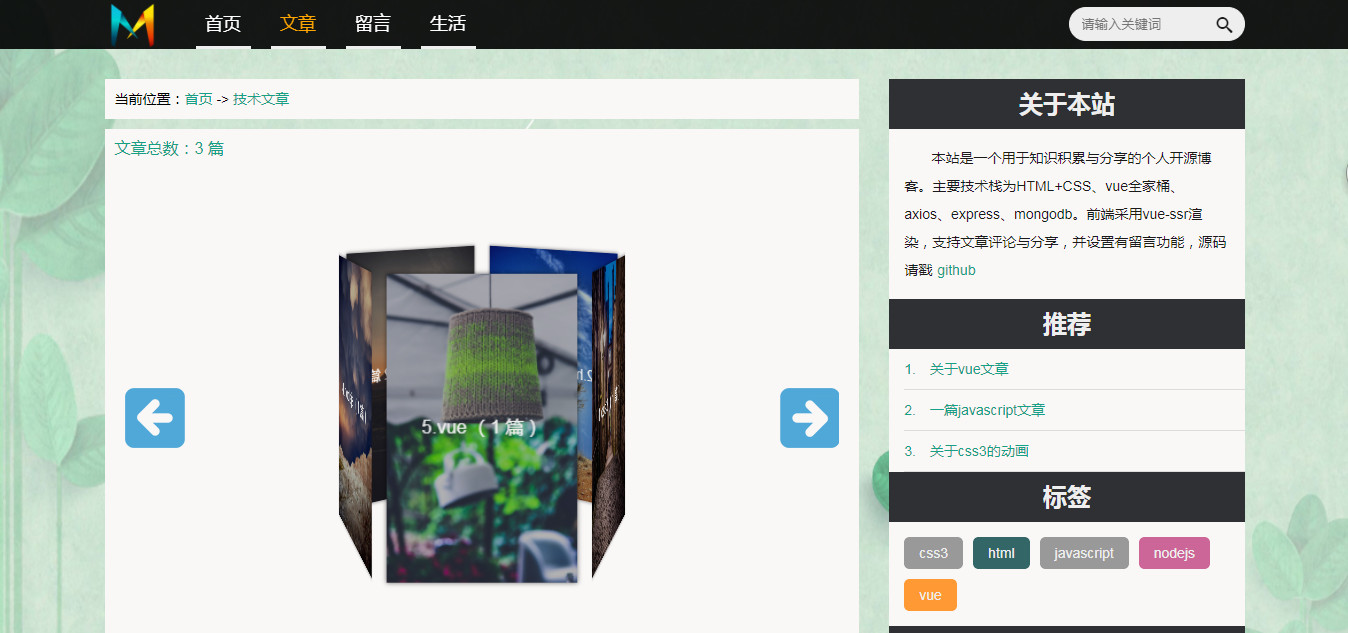 首页 文章 留言 生活 请输入关键词
当前位置：首页 -> 技术文章
文章总数：3 篇
5.vue （1 篇）
关于本站
本站是一个用于知识积累与分享的个人开源博
客。主要技术栈为HTML+CSS、vue全家桶、
axios、express、mongodb。前端采用vue-ssr渲
染，支持文章评论与分享，并设置有留言功能，源码
请戳 github
推荐
1. 关于vue文章
2. 一篇javascript文章
3. 关于css3的动画
标签
css3 html javascript nodejs
vue